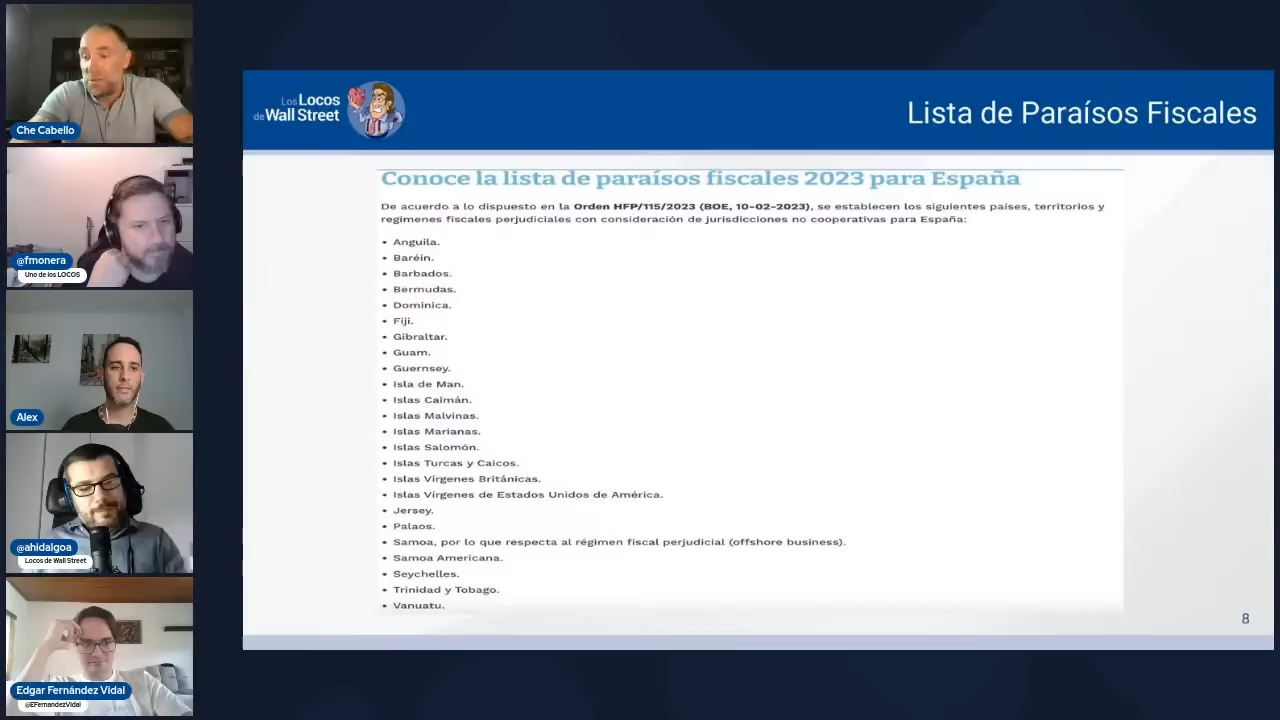 Che Cabello
@fmonera
Uno de los LOCOS
Alex
@ahidalgoa
Locos de Wall Street
Edgar Fernández Vidal
@EFernandezVidal
Los Locos
de Wall Street
Lista de Paraísos Fiscales
Conoce la lista de paraísos fiscales 2023 para España
De acuerdo a lo dispuesto en la Orden HFP/115/2023 (BOE, 10-02-2023), se establecen los siguientes países, territorios y
regímenes fiscales perjudiciales con consideración de jurisdicciones no cooperativas para España:
• Anguila.
• Baréin.
• Barbados.
• Bermudas.
• Dominica.
• Fiji.
• Gibraltar.
• Guam.
• Guernsey.
• Isla de Man.
• Islas Caimán.
• Islas Malvinas.
• Islas Marianas.
• Islas Salomón.
• Islas Turcas y Caicos.
• Islas Vírgenes Británicas.
• Islas Vírgenes de Estados Unidos de América.
• Jersey.
• Palaos.
• Samoa, por lo que respecta al régimen fiscal perjudicial (offshore business).
• Samoa Americana.
• Seychelles.
• Trinidad y Tobago.
• Vanuatu.
8